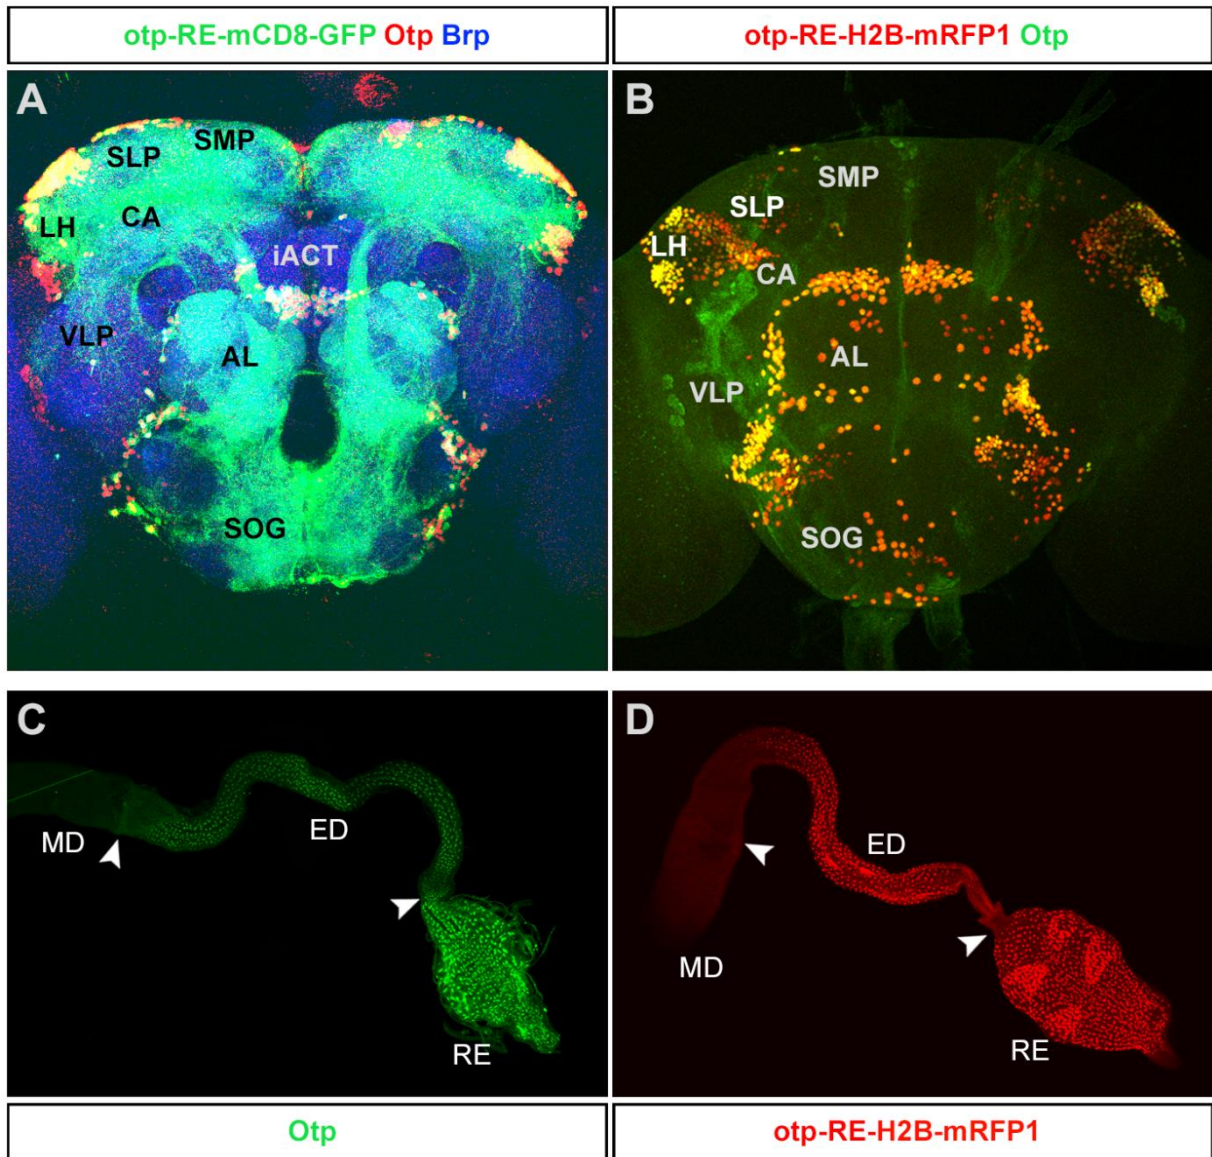 otp-RE-mCD8-GFP Otp Brp
otp-RE-H2B-mRFP1 Otp
A
SMP
SLP
CA
LH
iACT
VLP
AL
SOG
B
SMP
SLP
LH
CA
AL
VLP
SOG
C
MD
ED
RE
D
ED
MD
RE
Otp
otp-RE-H2B-mRFP1